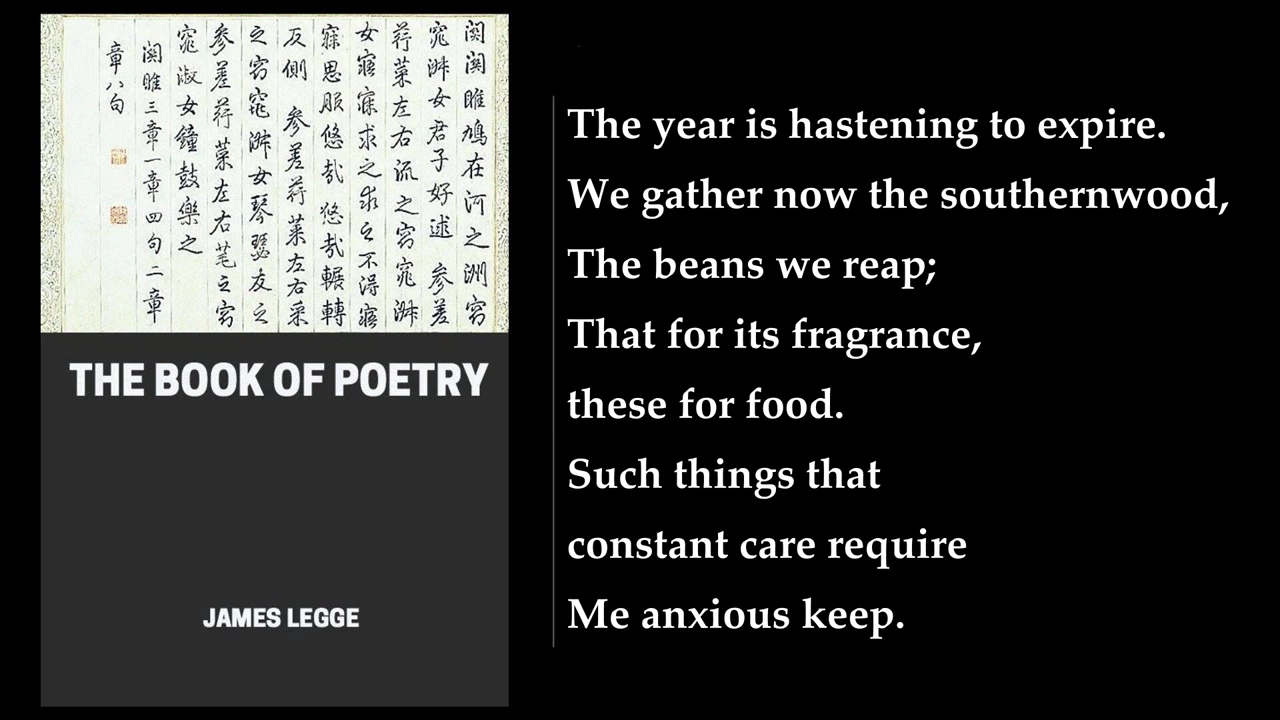 關關雎鳩在河之洲窈
窕淑女君子好逑 參差
荇菜左右流之窈窕淑
女寤寐求之求之不得寤
寐思服悠哉悠哉輾轉
反側 參差荇菜左右采
之窈窕淑女琴瑟友之
參差荇菜左右芼之窈
窕淑女鐘鼓樂之
關雎三章一章四句二章
章八句
THE BOOK OF POETRY
JAMES LEGGE
The year is hastening to expire.
We gather now the southernwood,
The beans we reap;
That for its fragrance,
these for food.
Such things that
constant care require
Me anxious keep.